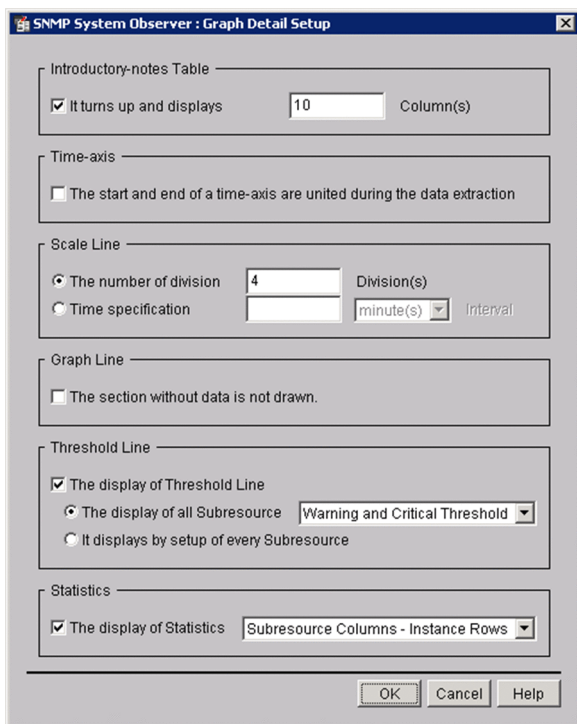 SNMP System Observer : Graph Detail Setup
Introductory-notes Table
It turns up and displays 10 Column(s)
Time-axis
The start and end of a time-axis are united during the data extraction
Scale Line
The number of division 4 Division(s)
Time specification minute(s) Interval
Graph Line
The section without data is not drawn.
Threshold Line
The display of Threshold Line
The display of all Subresource Warning and Critical Threshold
It displays by setup of every Subresource
Statistics
The display of Statistics Subresource Columns - Instance Rows
OK Cancel Help